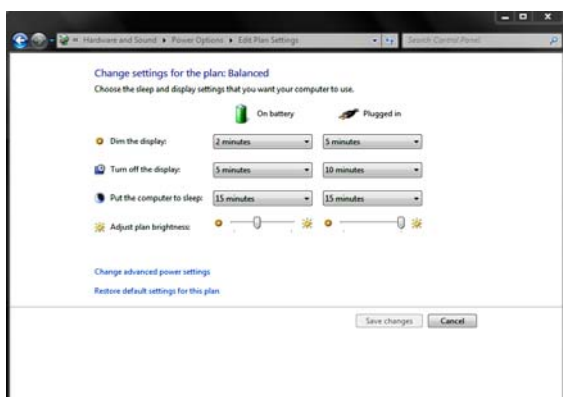 « Hardware and Sound ▸ Power Options ▸ Edit Plan Settings
Search Control Panel
Change settings for the plan: Balanced
Choose the sleep and display settings that you want your computer to use.
On battery Plugged in
Dim the display: 2 minutes 5 minutes
Turn off the display: 5 minutes 10 minutes
Put the computer to sleep: 15 minutes 15 minutes
Adjust plan brightness:
Change advanced power settings
Restore default settings for this plan
Save changes Cancel